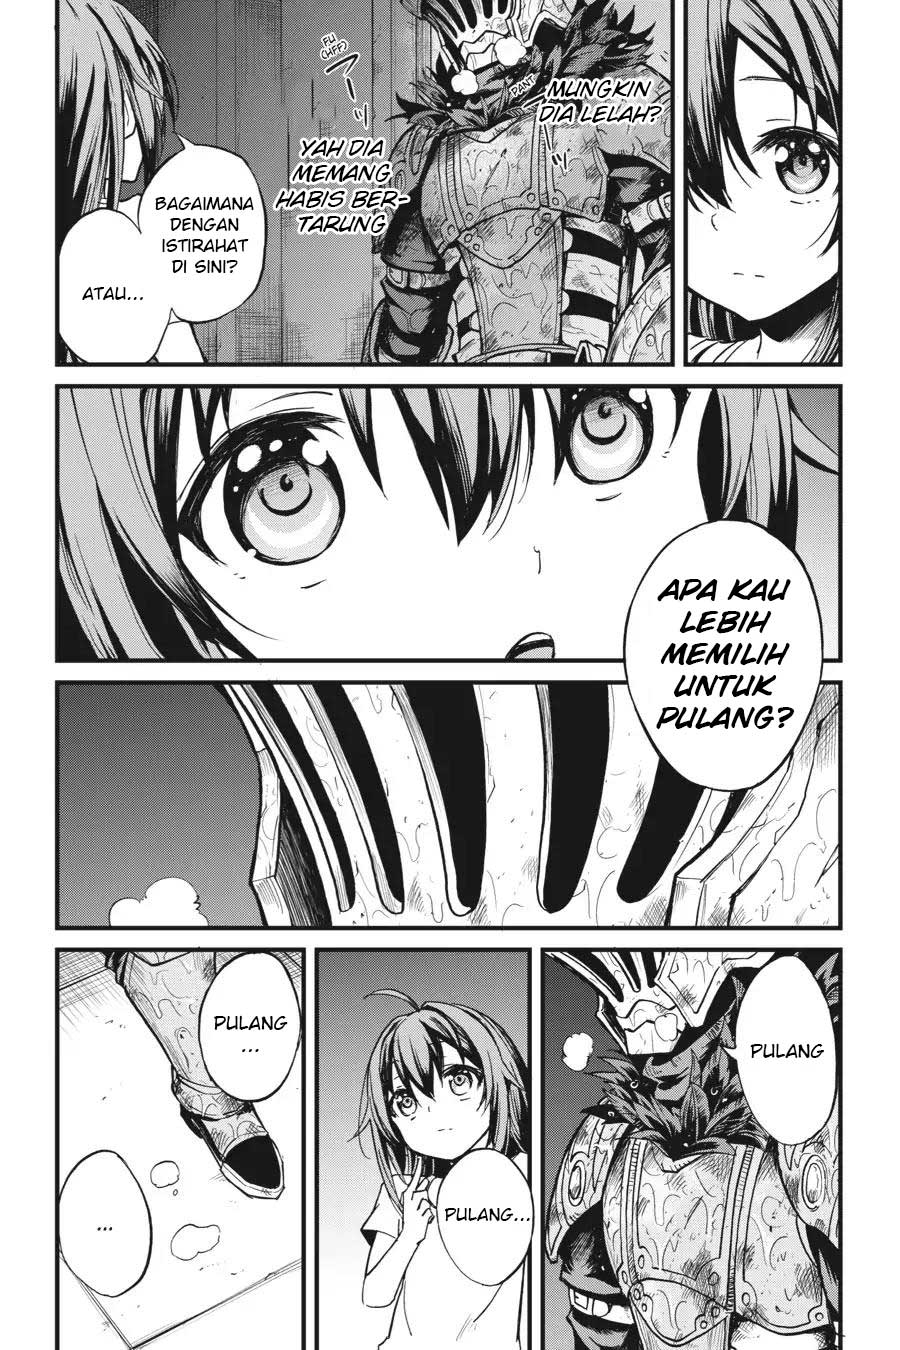 MUNGKIN
DIA LELAH?
PANT
FU
(UFF)
YAH DIA
MEMANG
HABIS BER-
TARUNG
BAGAIMANA
DENGAN
ISTIRAHAT
DI SINI?
ATAU...
APA KAU
LEBIH
MEMILIH
UNTUK
PULANG?
PULANG
PULANG...
PULANG
...
...